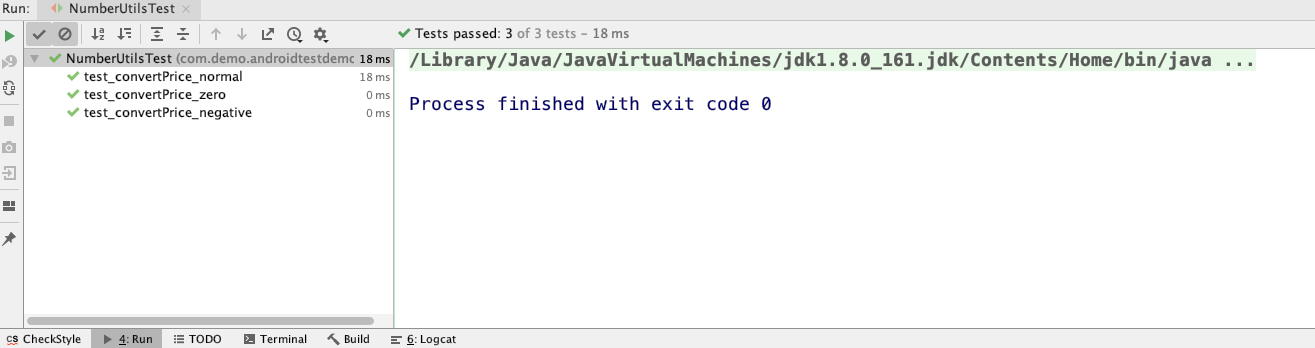 Run: NumberUtilsTest
Tests passed: 3 of 3 tests – 18 ms
NumberUtilsTest (com.demo.androidtestdemo 18 ms
test_convertPrice_normal 18 ms
test_convertPrice_zero 0 ms
test_convertPrice_negative 0 ms
/Library/Java/JavaVirtualMachines/jdk1.8.0_161.jdk/Contents/Home/bin/java ...
Process finished with exit code 0
CS CheckStyle 4: Run TODO Terminal Build 6: Logcat